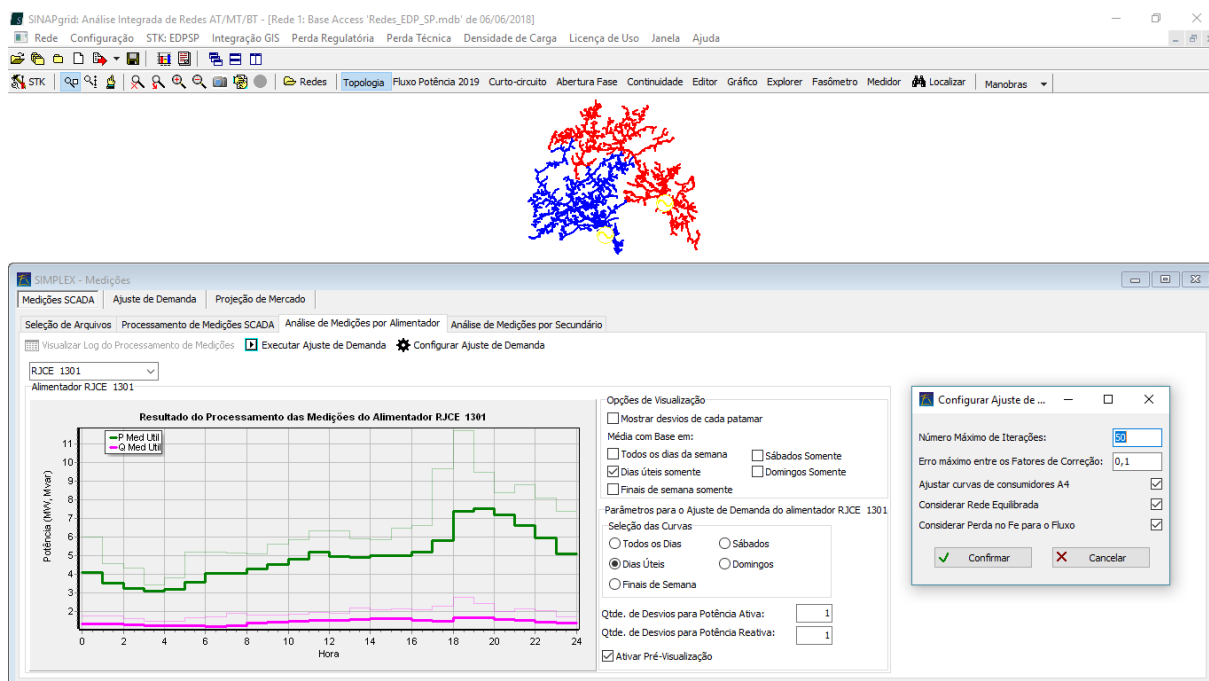 SINAPgrid: Análise Integrada de Redes AT/MT/BT - [Rede 1: Base Access 'Redes_EDP_SP.mdb' de 06/06/2018]
Rede Configuração STK: EDPSP Integração GIS Perda Regulatória Perda Técnica Densidade de Carga Licença de Uso Janela Ajuda
STK Redes Topologia Fluxo Potência 2019 Curto-circuito Abertura Fase Continuidade Editor Gráfico Explorer Fasômetro Medidor Localizar Manobras
SIMPLEX - Medições
Medições SCADA Ajuste de Demanda Projeção de Mercado
Seleção de Arquivos Processamento de Medições SCADA Análise de Medições por Alimentador Análise de Medições por Secundário
Visualizar Log do Processamento de Medições Executar Ajuste de Demanda Configurar Ajuste de Demanda
RJCE 1301
Alimentador RJCE 1301
Resultado do Processamento das Medições do Alimentador RJCE 1301
P Med Util
Q Med Util
Potência (MW, Mvar)
11
10
9
8
7
6
5
4
3
2
0 2 4 6 8 10 12 14 16 18 20 22 24
Hora
Opções de Visualização
Mostrar desvios de cada patamar
Média com Base em:
Todos os dias da semana Sábados Somente
Dias úteis somente Domingos Somente
Finais de semana somente
Parâmetros para o Ajuste de Demanda do alimentador RJCE 1301
Seleção das Curvas
Todos os Dias Sábados
Dias Úteis Domingos
Finais de Semana
Qtde. de Desvios para Potência Ativa: 1
Qtde. de Desvios para Potência Reativa: 1
Ativar Pré-Visualização
Configurar Ajuste de ...
Número Máximo de Iterações: 50
Erro máximo entre os Fatores de Correção: 0,1
Ajustar curvas de consumidores A4
Considerar Rede Equilibrada
Considerar Perda no Fe para o Fluxo
Confirmar Cancelar